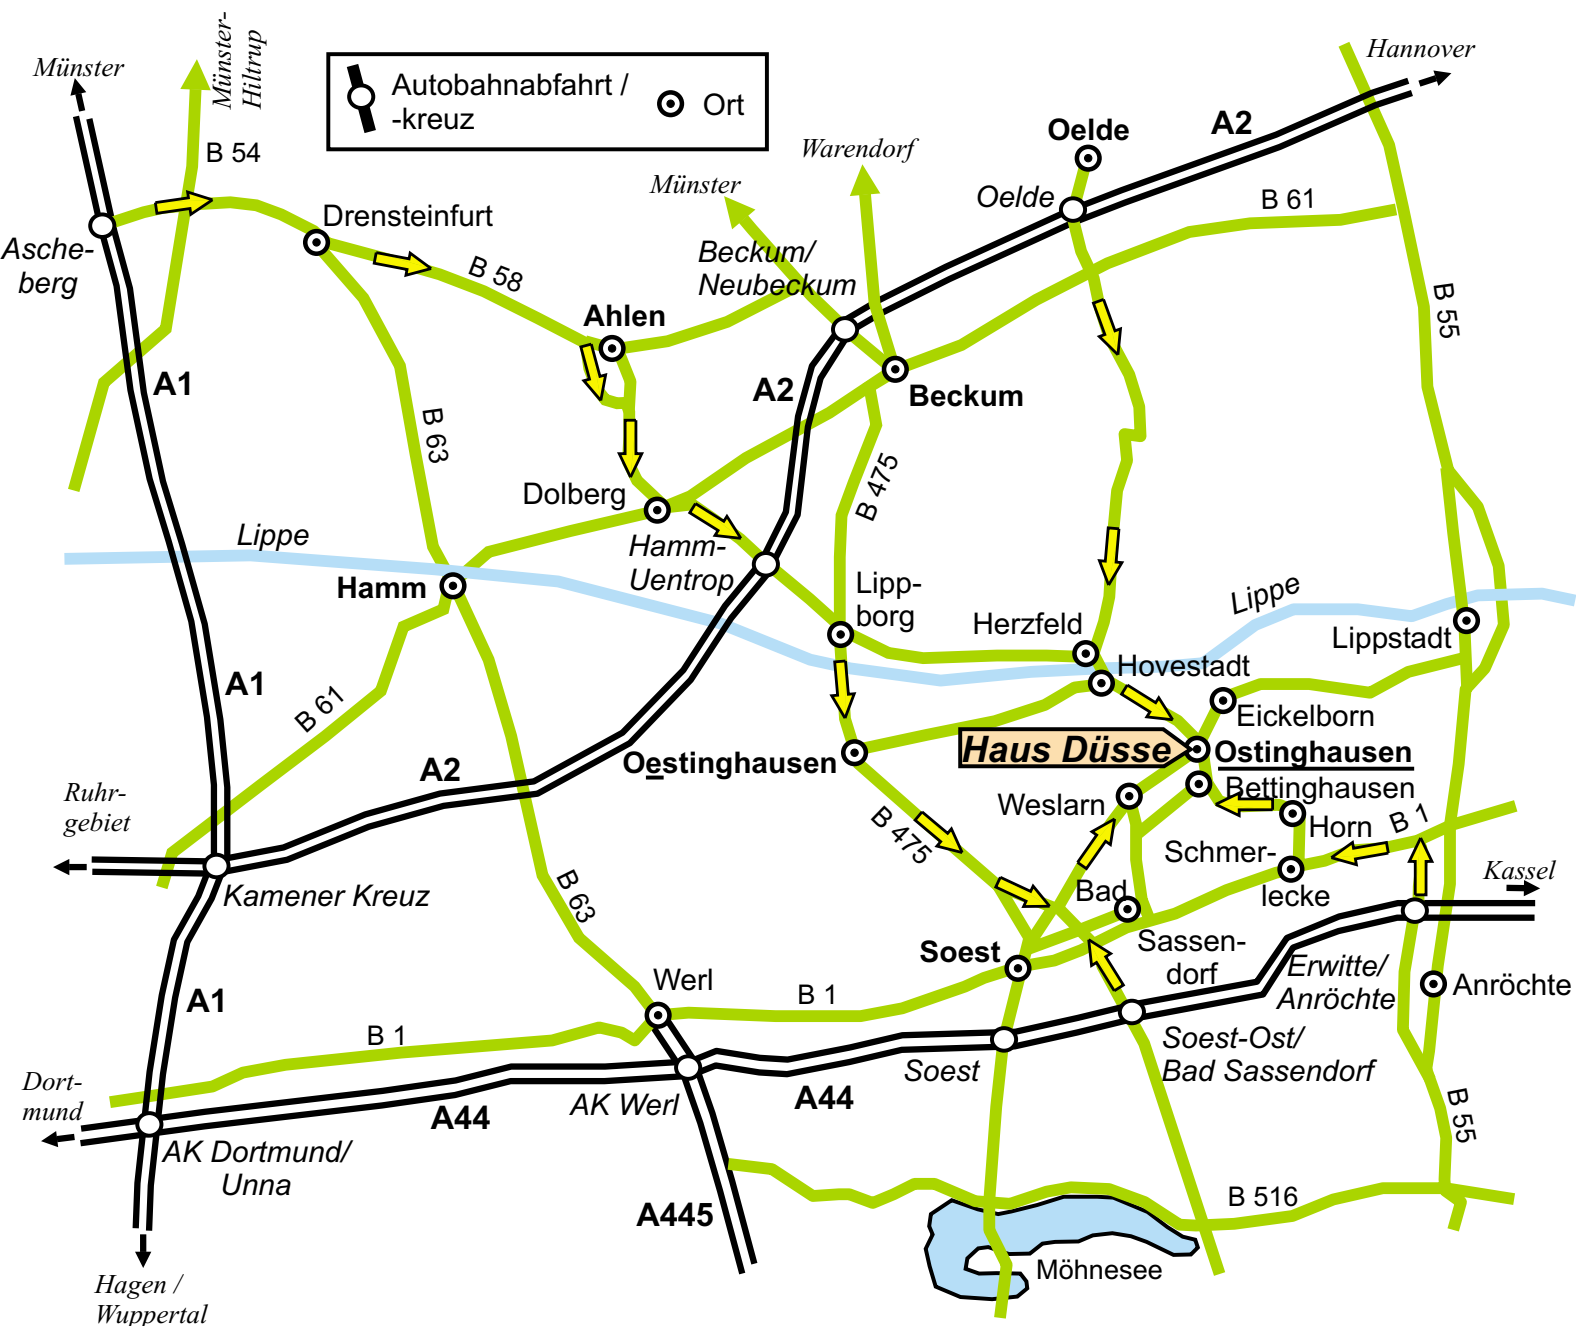 Münster
Münster-
Hiltrup
Autobahnabfahrt /
-kreuz
Ort
Hannover
A2
Oelde
Warendorf
B 54
Münster
Oelde
B 61
Drensteinfurt
Asche-
berg
Beckum/
Neubeckum
B 58
B 55
Ahlen
A1
A2
Beckum
B 63
B 475
Dolberg
Lippe
Hamm-
Uentrop
Hamm
Lipp-
borg
Lippe
Herzfeld
Lippstadt
Hovestadt
A1
B 61
Eickelborn
Haus Düsse
Ostinghausen
Oestinghausen
A2
Bettinghausen
Weslarn
Ruhr-
gebiet
B 475
Horn
B 1
Schmer-
lecke
Kassel
Kamener Kreuz
B 63
Bad
Sassen-
dorf
Soest
Erwitte/
Anröchte
Anröchte
Werl
B 1
A1
B 1
Soest
Soest-Ost/
Bad Sassendorf
Dort-
mund
A44
AK Werl
A44
B 55
AK Dortmund/
Unna
B 516
A445
Möhnesee
Hagen /
Wuppertal